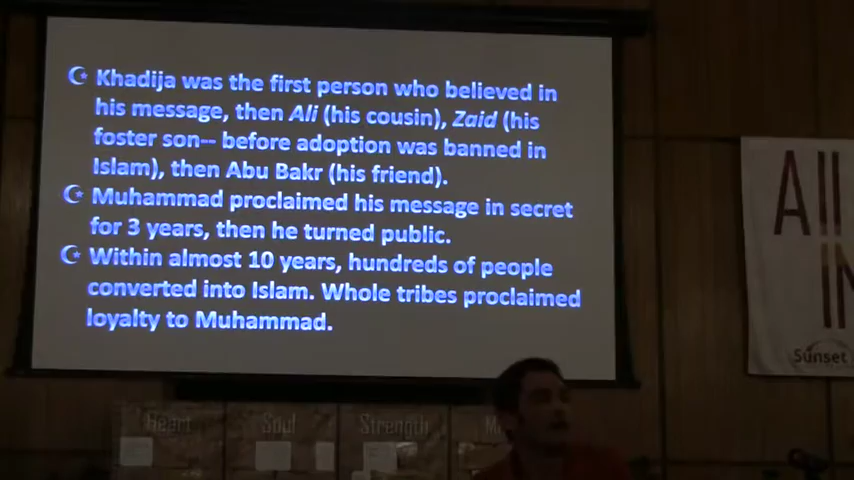 Khadija was the first person who believed in
his message, then Ali (his cousin), Zaid (his
foster son-- before adoption was banned in
Islam), then Abu Bakr (his friend).
Muhammad proclaimed his message in secret
for 3 years, then he turned public.
Within almost 10 years, hundreds of people
converted into Islam. Whole tribes proclaimed
loyalty to Muhammad.
ALL
IN
Sunset
Heart
Soul
Strength